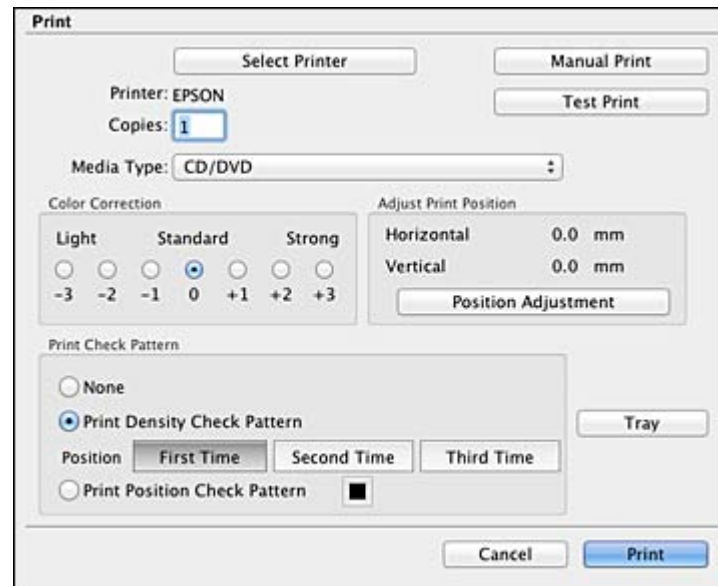 Print
Select Printer
Manual Print
Printer: EPSON
Test Print
Copies: 1
Media Type: CD/DVD
Color Correction
Light Standard Strong
-3 -2 -1 0 +1 +2 +3
Adjust Print Position
Horizontal 0.0 mm
Vertical 0.0 mm
Position Adjustment
Print Check Pattern
None
Print Density Check Pattern
Tray
Position First Time Second Time Third Time
Print Position Check Pattern
Cancel Print